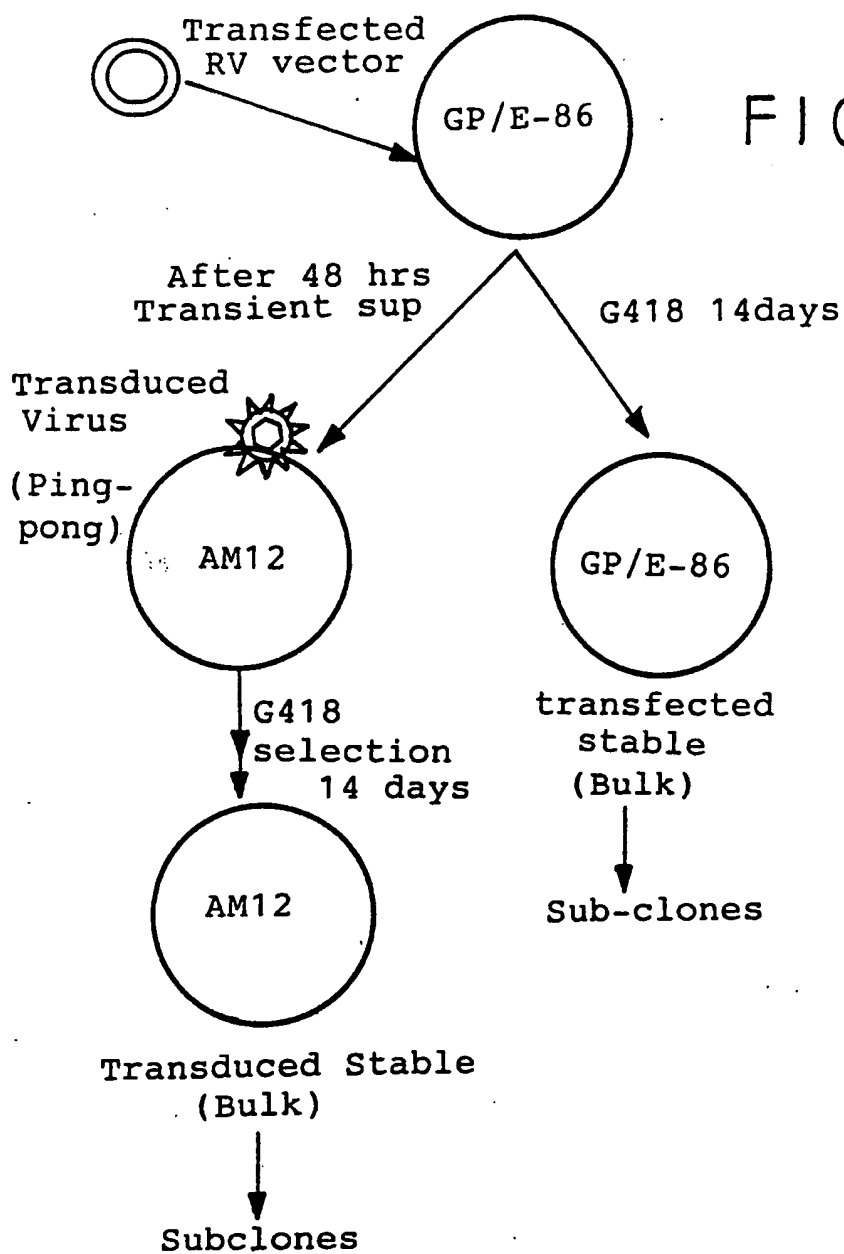 Transfected
RV vector
GP/E-86
FIG
After 48 hrs
Transient sup
G418 14days
Transduced
Virus
(Ping-
pong)
AM12
GP/E-86
G418
selection
14 days
transfected
stable
(Bulk)
AM12
Sub-clones
Transduced Stable
(Bulk)
Subclones